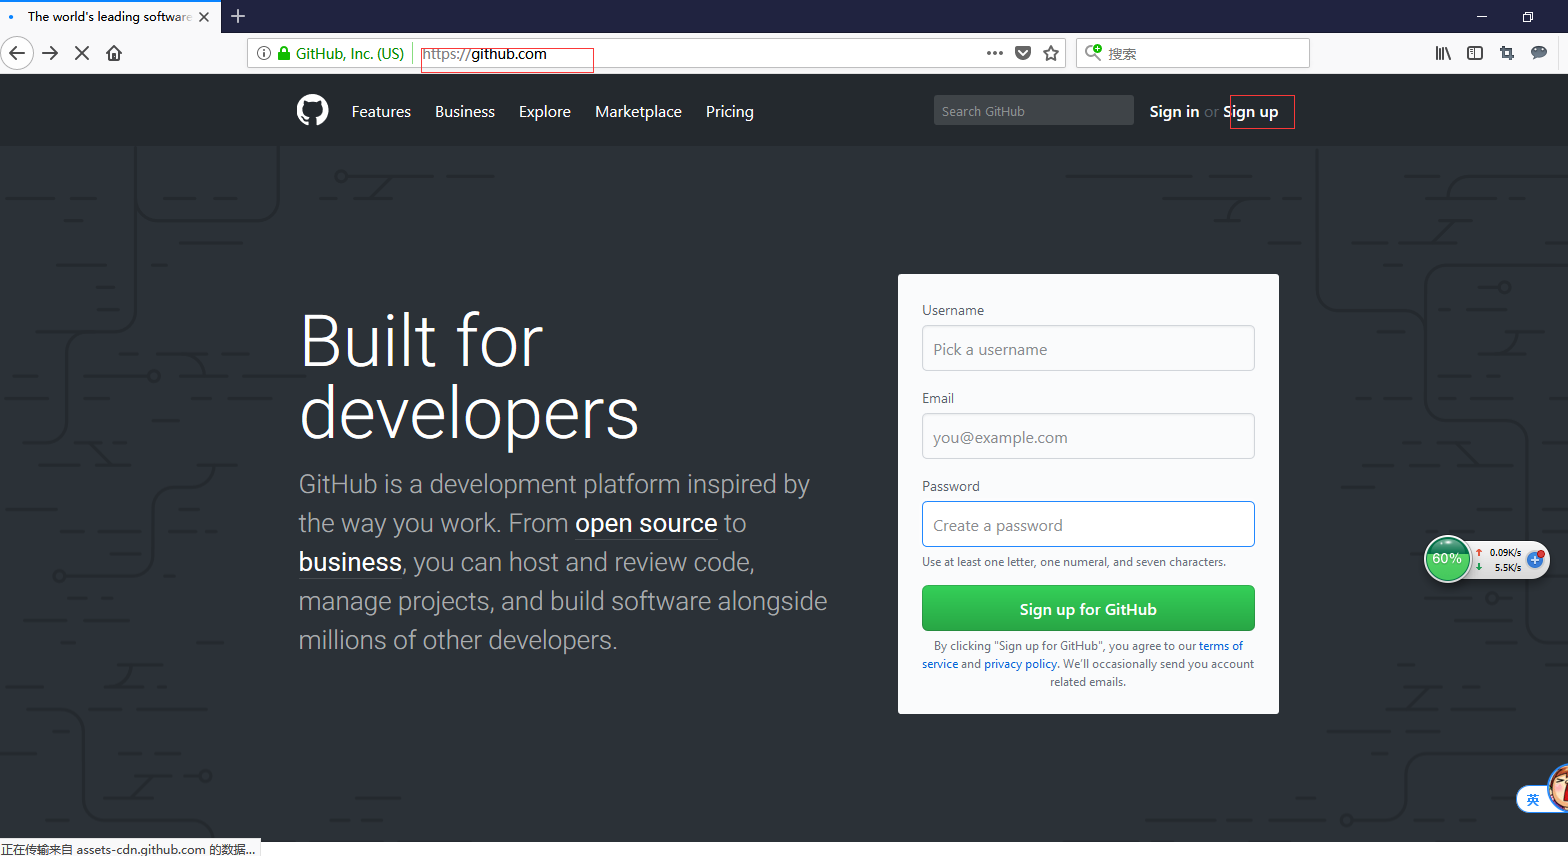 The world's leading software
GitHub, Inc. (US)
https://github.com
搜索
Features
Business
Explore
Marketplace
Pricing
Search GitHub
Sign in or Sign up
Built for
developers
GitHub is a development platform inspired by
the way you work. From open source to
business, you can host and review code,
manage projects, and build software alongside
millions of other developers.
Username
Pick a username
Email
you@example.com
Password
Create a password
Use at least one letter, one numeral, and seven characters.
Sign up for GitHub
By clicking "Sign up for GitHub", you agree to our terms of
service and privacy policy. We'll occasionally send you account
related emails.
60%
0.09K/s
5.5K/s
英
正在传输来自 assets-cdn.github.com 的数据...